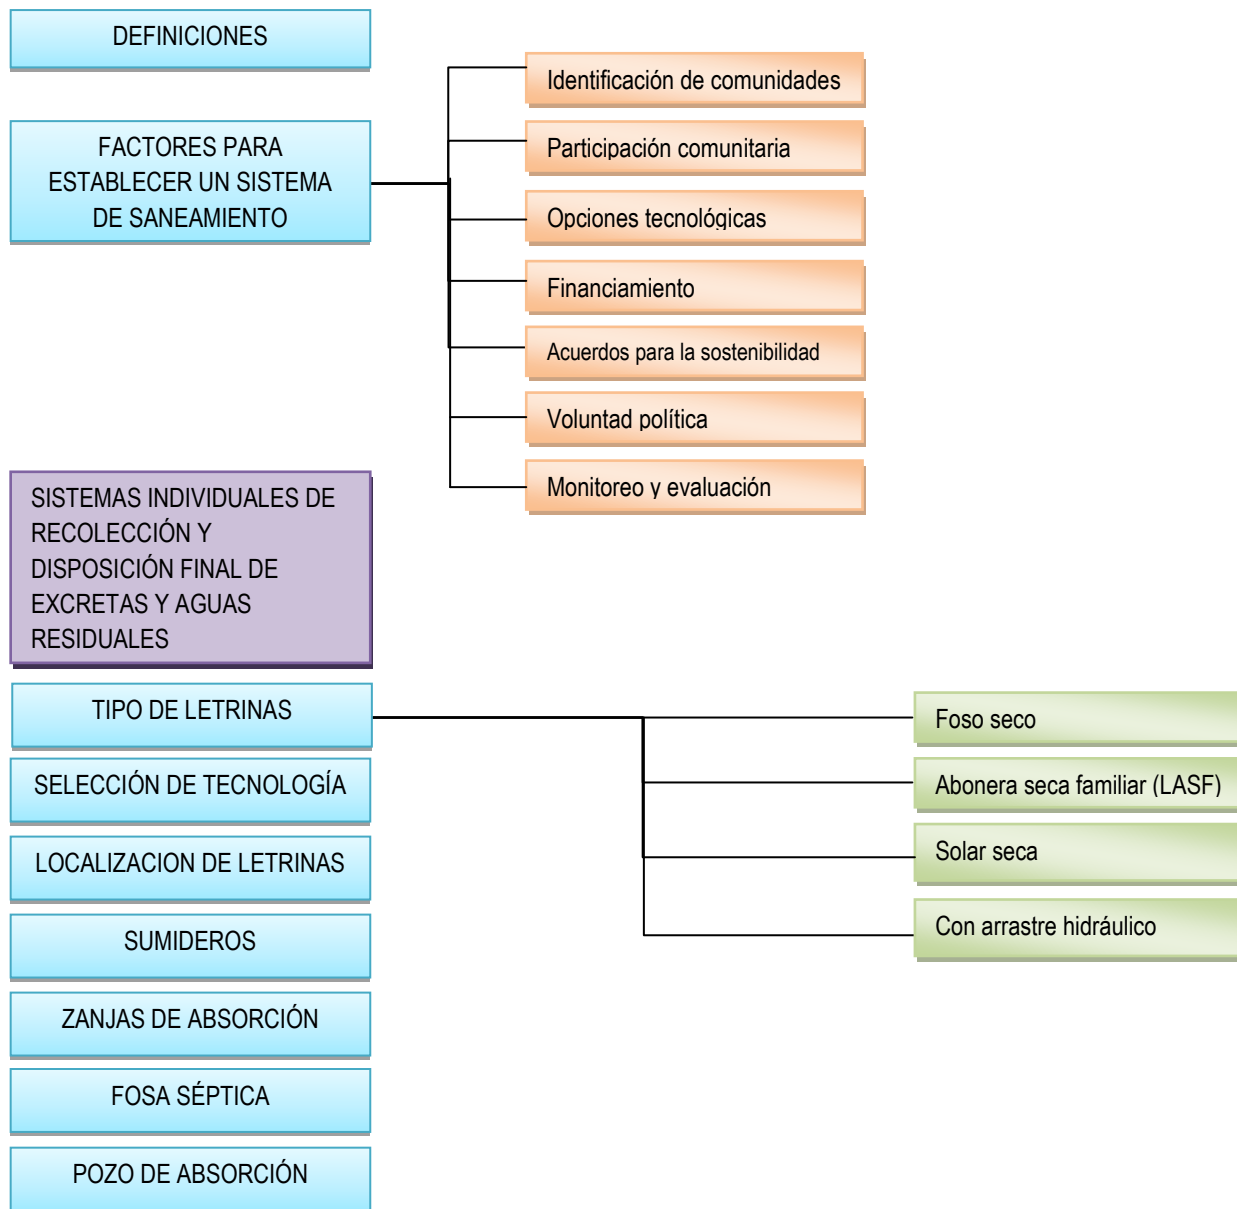 DEFINICIONES
FACTORES PARA
ESTABLECER UN SISTEMA
DE SANEAMIENTO
Identificación de comunidades
Participación comunitaria
Opciones tecnológicas
Financiamiento
Acuerdos para la sostenibilidad
Voluntad política
Monitoreo y evaluación
SISTEMAS INDIVIDUALES DE
RECOLECCIÓN Y
DISPOSICIÓN FINAL DE
EXCRETAS Y AGUAS
RESIDUALES
TIPO DE LETRINAS
Foso seco
Abonera seca familiar (LASF)
Solar seca
Con arrastre hidráulico
SELECCIÓN DE TECNOLOGÍA
LOCALIZACION DE LETRINAS
SUMIDEROS
ZANJAS DE ABSORCIÓN
FOSA SÉPTICA
POZO DE ABSORCIÓN